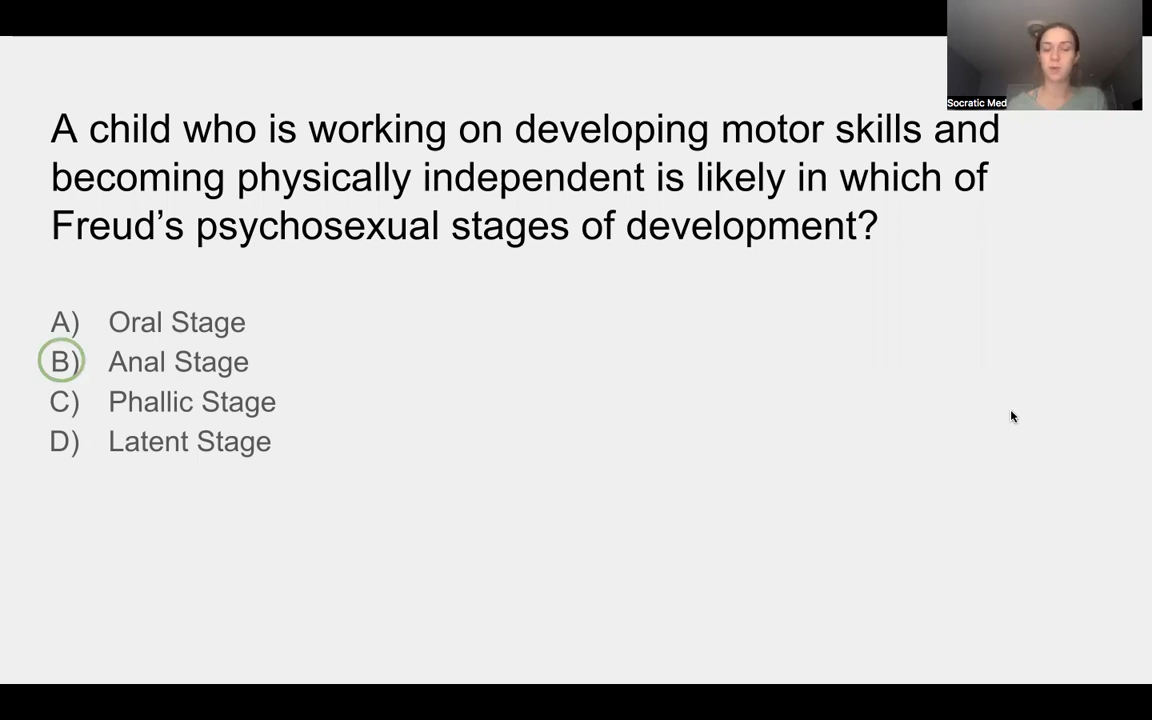 Socratic Med
A child who is working on developing motor skills and
becoming physically independent is likely in which of
Freud’s psychosexual stages of development?
A) Oral Stage
B) Anal Stage
C) Phallic Stage
D) Latent Stage